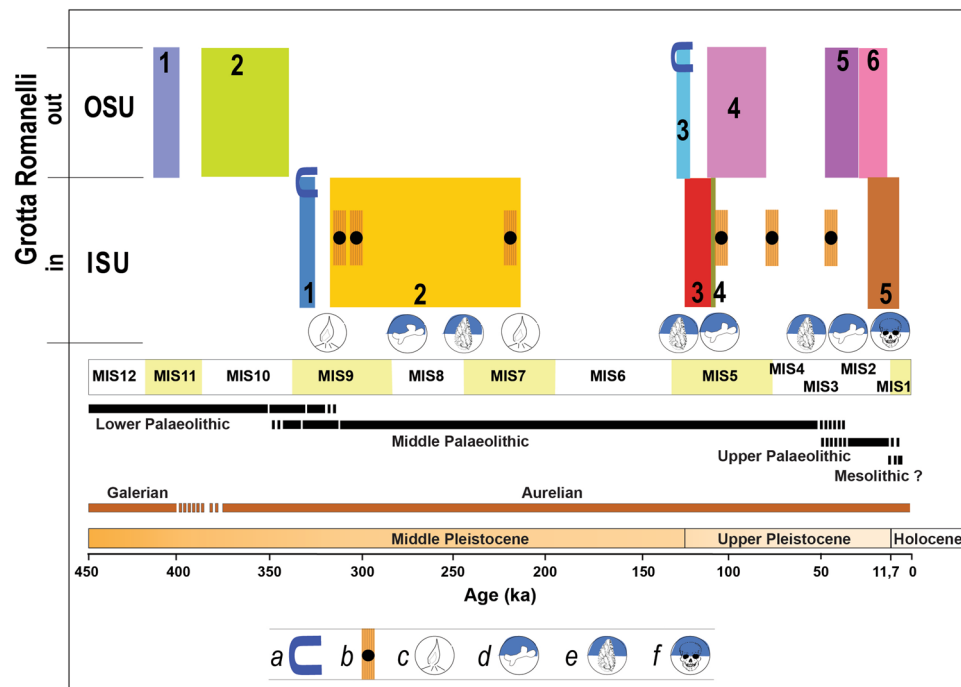 Grotta Romanelli
out
in
OSU
ISU
1
2
3
4
5
6
1
2
3
4
5
MIS12
MIS11
MIS10
MIS9
MIS8
MIS7
MIS6
MIS5
MIS4
MIS3
MIS2
MIS1
Lower Palaeolithic
Middle Palaeolithic
Upper Palaeolithic
Mesolithic ?
Galerian
Aurelian
Middle Pleistocene
Upper Pleistocene
Holocene
450
400
350
300
250
200
150
100
50
11,7
0
Age (ka)
a
b
c
d
e
f